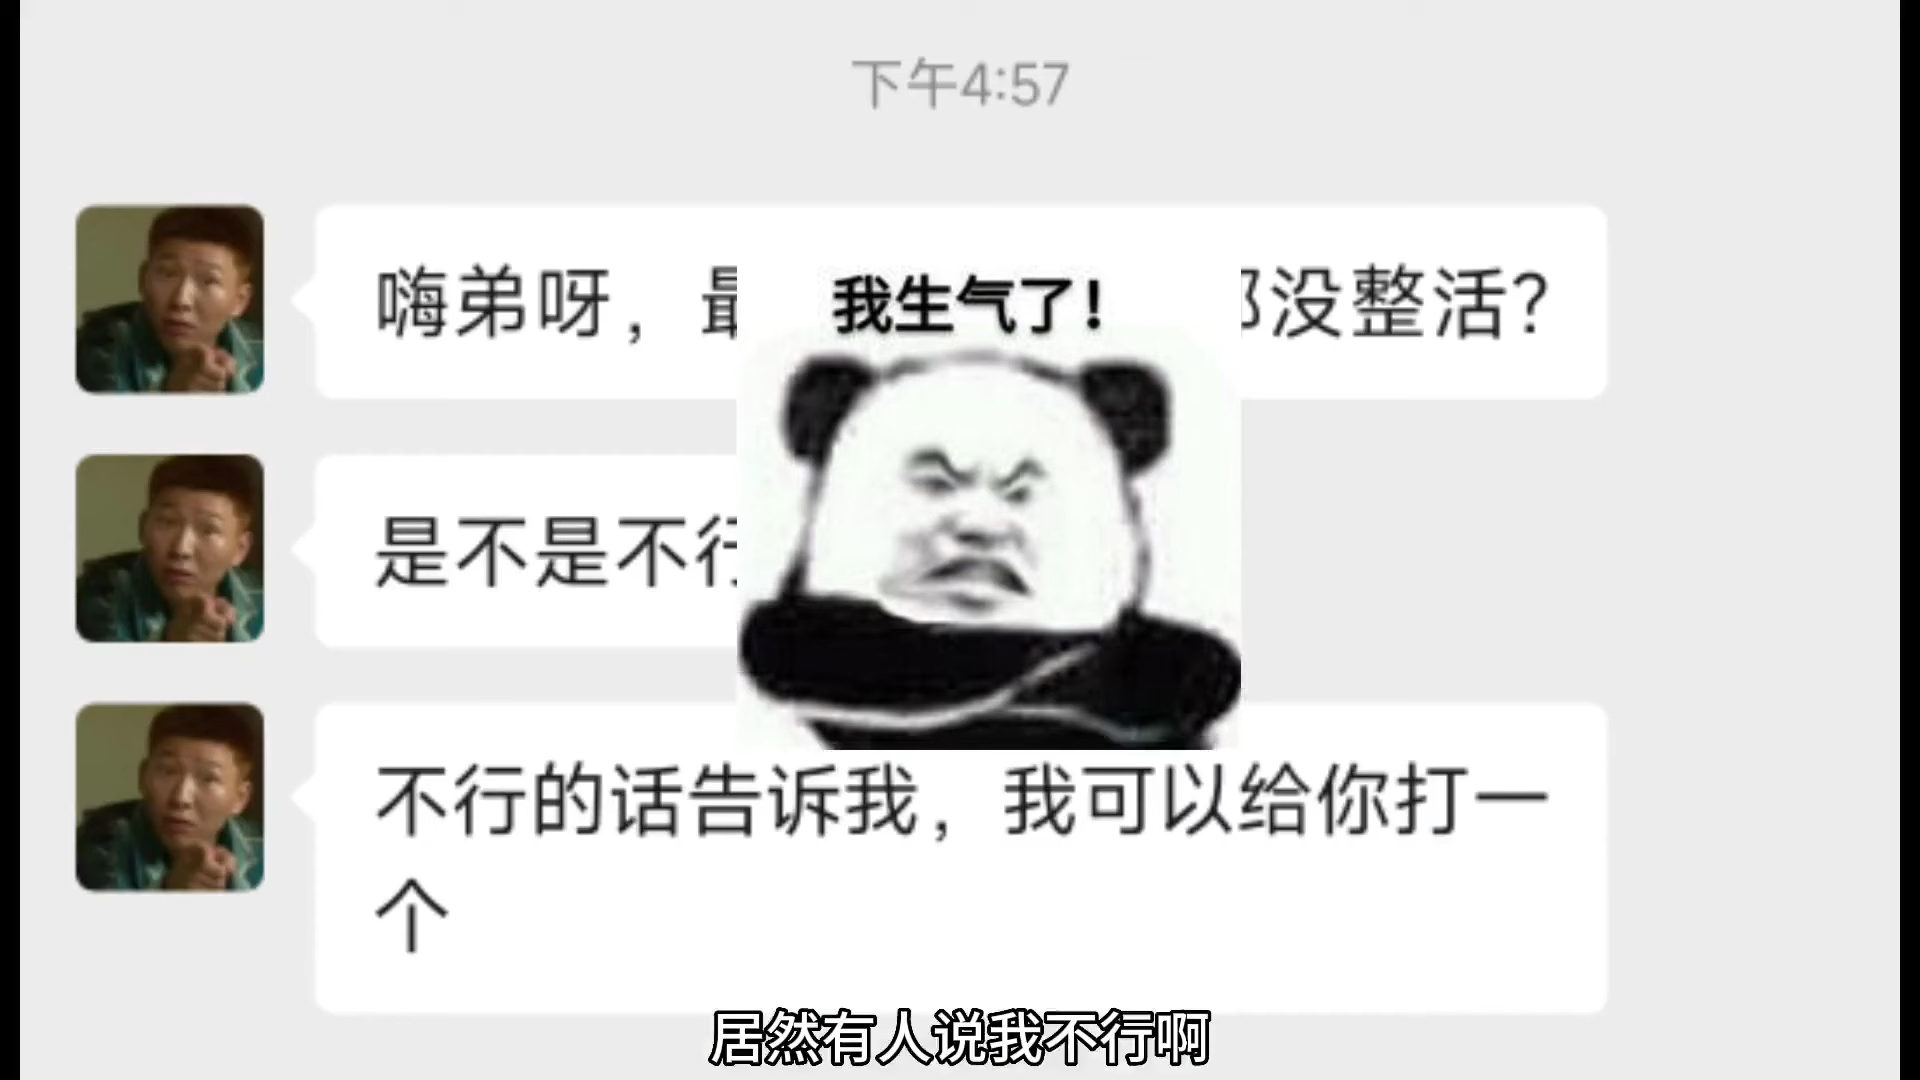 下午4:57
嗨弟呀，
没整活？
我生气了！
是不是不行
不行的话告诉我，我可以给你打一
个
居然有人说我不行啊